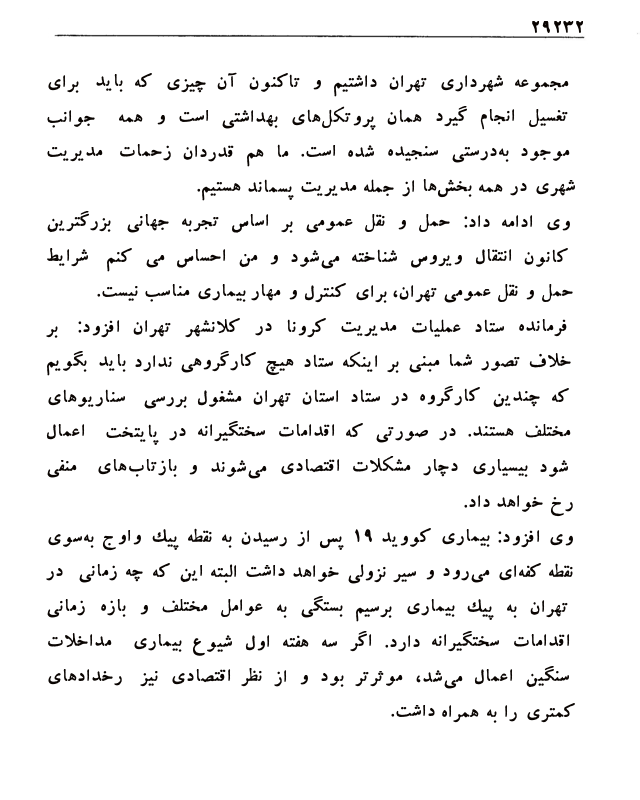 ۲۹۲۳۲
مجموعه شهرداری تهران داشتیم و تاکنون آن چیزی که باید برای
تغسیل انجام گیرد همان پروتکل‌های بهداشتی است و همه جوانب
موجود به‌درستی سنجیده شده است. ما هم قدردان زحمات مدیریت
شهری در همه بخش‌ها از جمله مدیریت پسماند هستیم.
وی ادامه داد: حمل و نقل عمومی بر اساس تجربه جهانی بزرگترین
کانون انتقال ویروس شناخته می‌شود و من احساس می کنم شرایط
حمل و نقل عمومی تهران، برای کنترل و مهار بیماری مناسب نیست.
فرمانده ستاد عملیات مدیریت کرونا در کلانشهر تهران افزود: بر
خلاف تصور شما مبنی بر اینکه ستاد هیچ کارگروهی ندارد باید بگویم
که چندین کارگروه در ستاد استان تهران مشغول بررسی سناریوهای
مختلف هستند. در صورتی که اقدامات سختگیرانه در پایتخت اعمال
شود بیسیاری دچار مشکلات اقتصادی می‌شوند و بازتاب‌های منفی
رخ خواهد داد.
وی افزود: بیماری کووید ۱۹ پس از رسیدن به نقطه پیك واوج به‌سوی
نقطه کفه‌ای می‌رود و سیر نزولی خواهد داشت البته این که چه زمانی در
تهران به پیك بیماری برسیم بستگی به عوامل مختلف و بازه زمانی
اقدامات سختگیرانه دارد. اگر سه هفته اول شیوع بیماری مداخلات
سنگین اعمال می‌شد، موثرتر بود و از نظر اقتصادی نیز رخدادهای
کمتری را به همراه داشت.